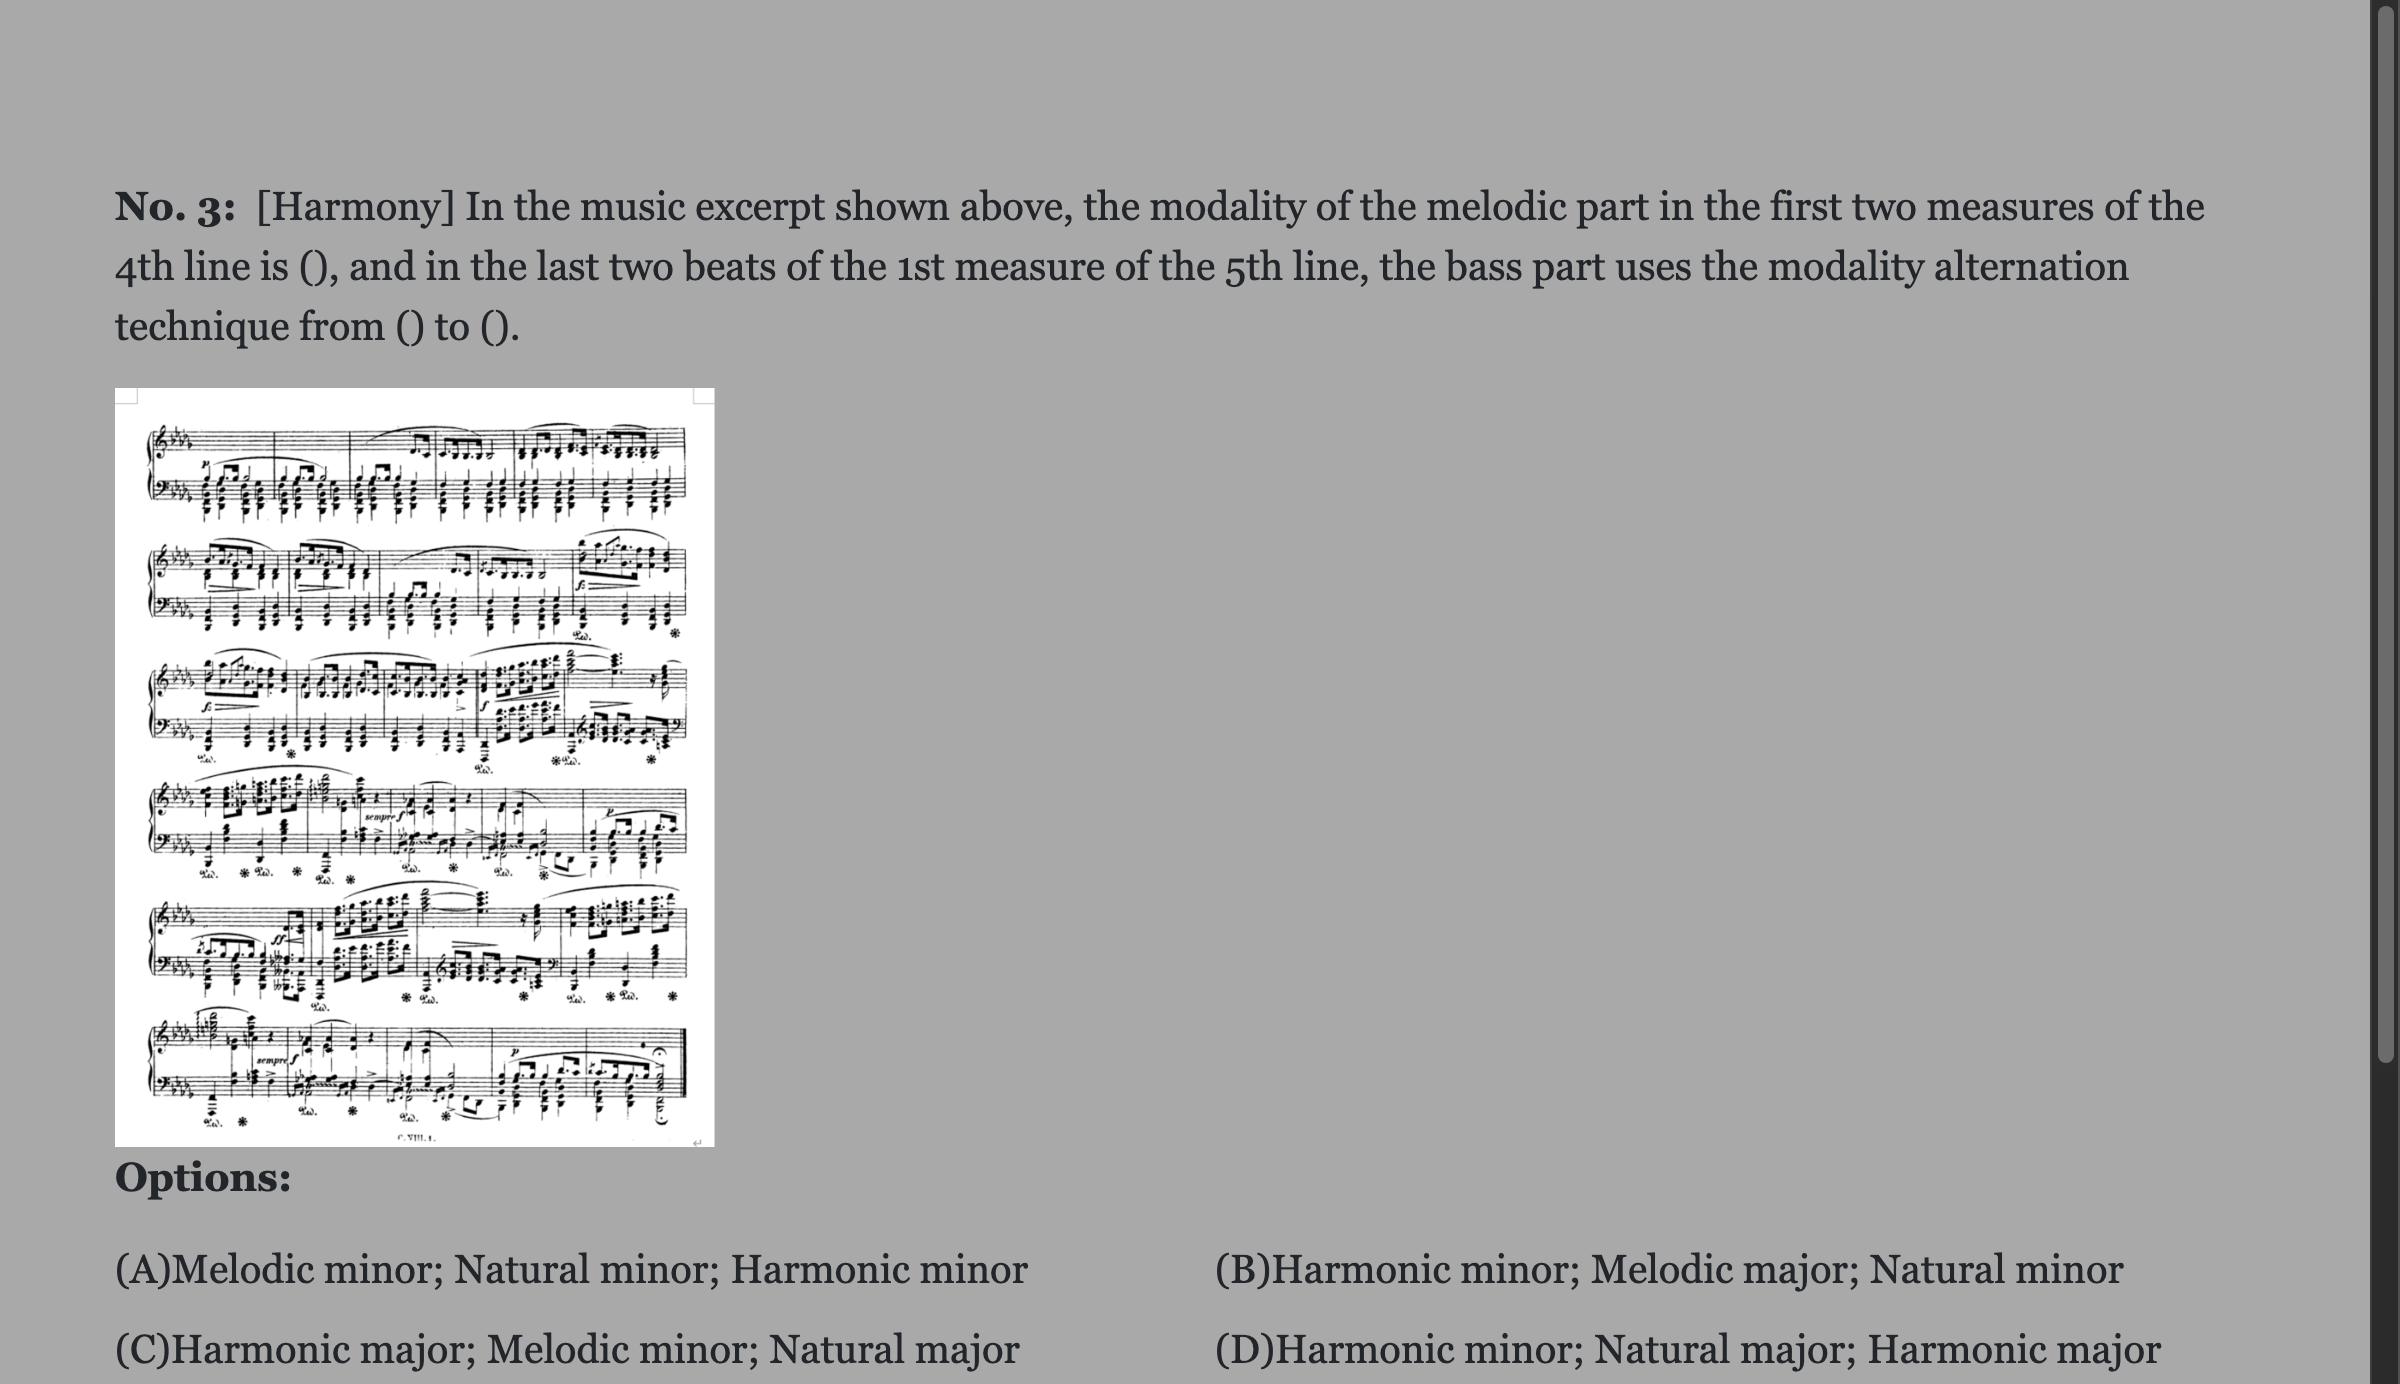 No. 3: [Harmony] In the music excerpt shown above, the modality of the melodic part in the first two measures of the
4th line is (), and in the last two beats of the 1st measure of the 5th line, the bass part uses the modality alternation
technique from () to ().
p
f
f
f
sempre f
p
ff
sempre f
p
C. VIII. 1.
Options:
(A)Melodic minor; Natural minor; Harmonic minor
(B)Harmonic minor; Melodic major; Natural minor
(C)Harmonic major; Melodic minor; Natural major
(D)Harmonic minor; Natural major; Harmonic major